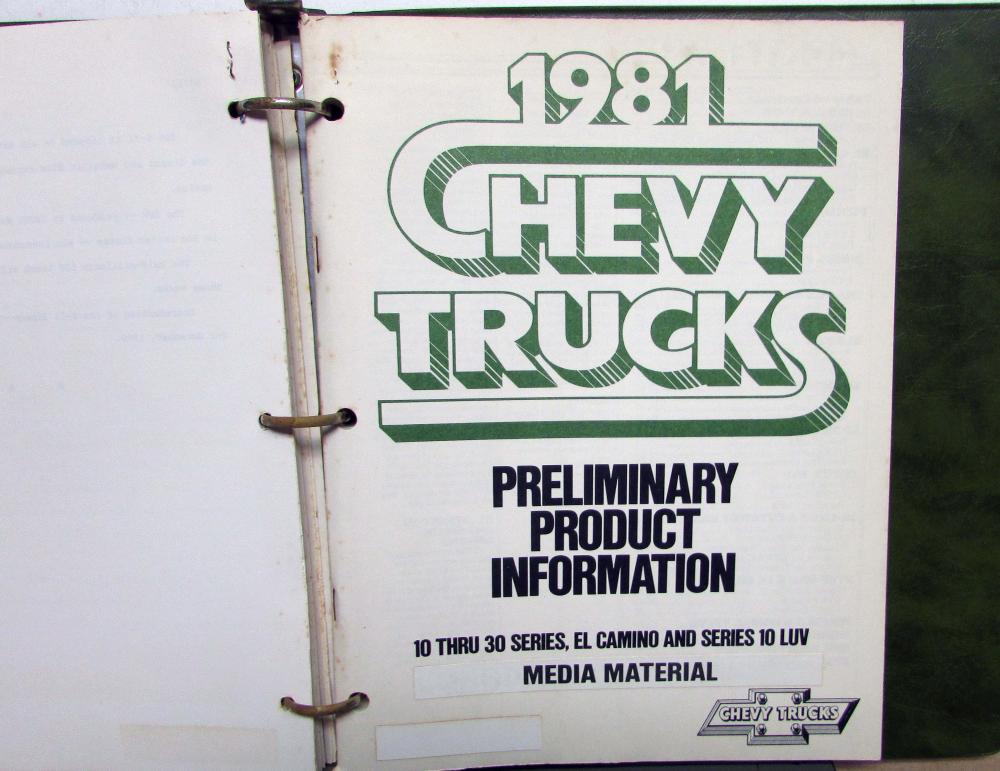 1981
CHEVY
TRUCKS
PRELIMINARY
PRODUCT
INFORMATION
10 THRU 30 SERIES, EL CAMINO AND SERIES 10 LUV
MEDIA MATERIAL
CHEVY TRUCKS